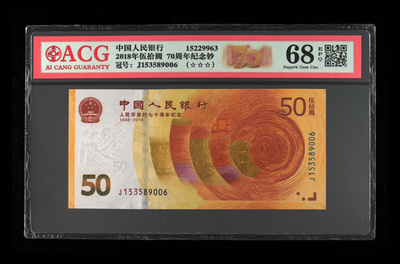 ACG
AI CANG GUARANTY
中国人民银行 15229963
2018年伍拾圆 70周年纪念钞
冠号: J153589006 (☆☆☆)
68 EPQ
Superb Gem Unc
中国人民银行
人民币发行七十周年纪念
1948-2018
50 伍拾圆
J153589006
50
J153589006